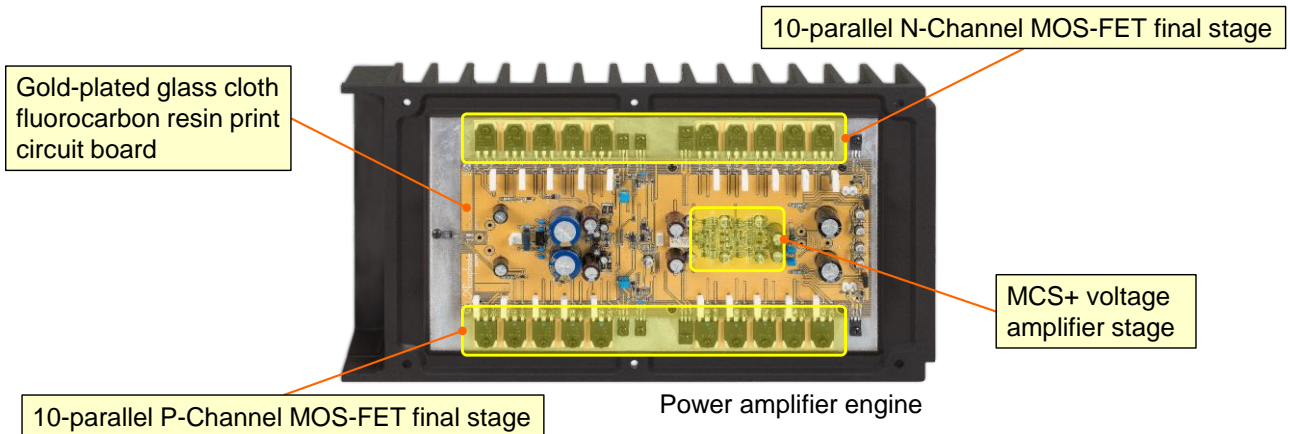 10-parallel N-Channel MOS-FET final stage
Gold-plated glass cloth
fluorocarbon resin print
circuit board
MCS+ voltage
amplifier stage
10-parallel P-Channel MOS-FET final stage
Power amplifier engine